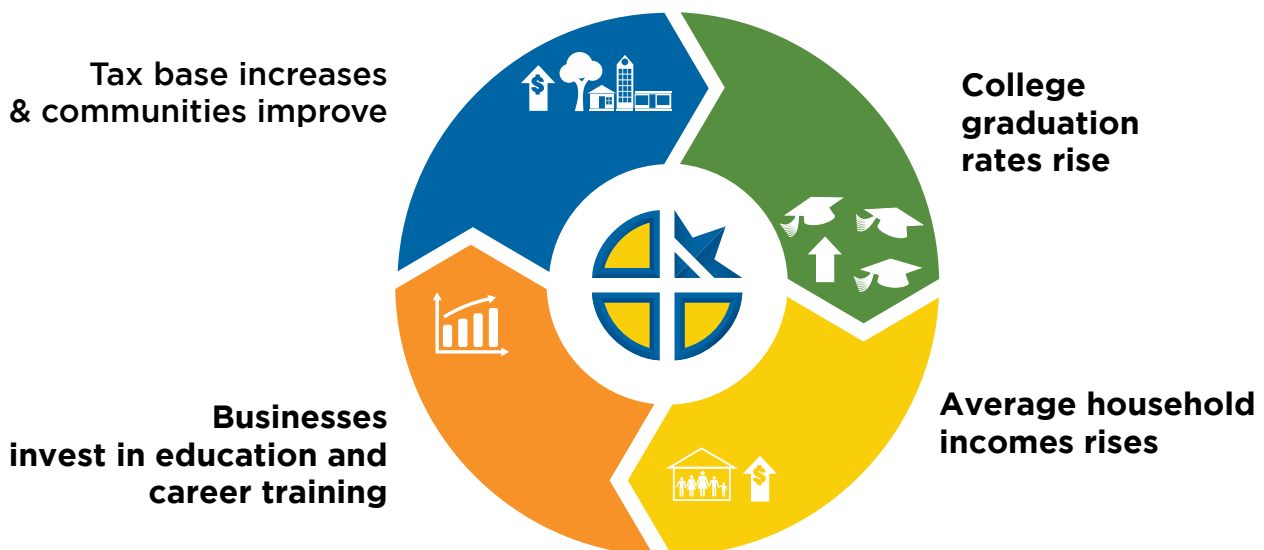 Tax base increases
& communities improve
College
graduation
rates rise
Average household
incomes rises
Businesses
invest in education and
career training
$
$